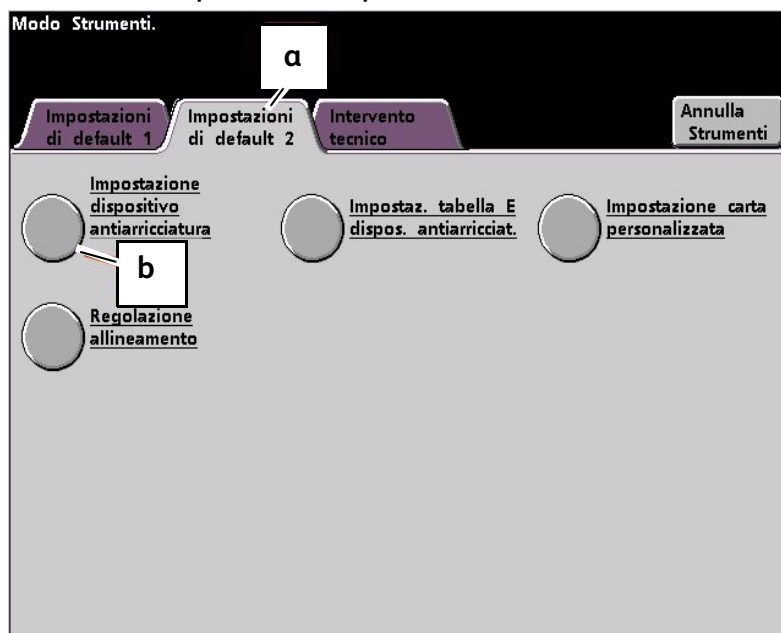 Modo Strumenti.
a
Impostazioni
di default 1
Impostazioni
di default 2
Intervento
tecnico
Annulla
Strumenti
Impostazione
dispositivo
antiarricciatura
b
Impostaz. tabella E
dispos. antiarricciat.
Impostazione carta
personalizzata
Regolazione
allineamento